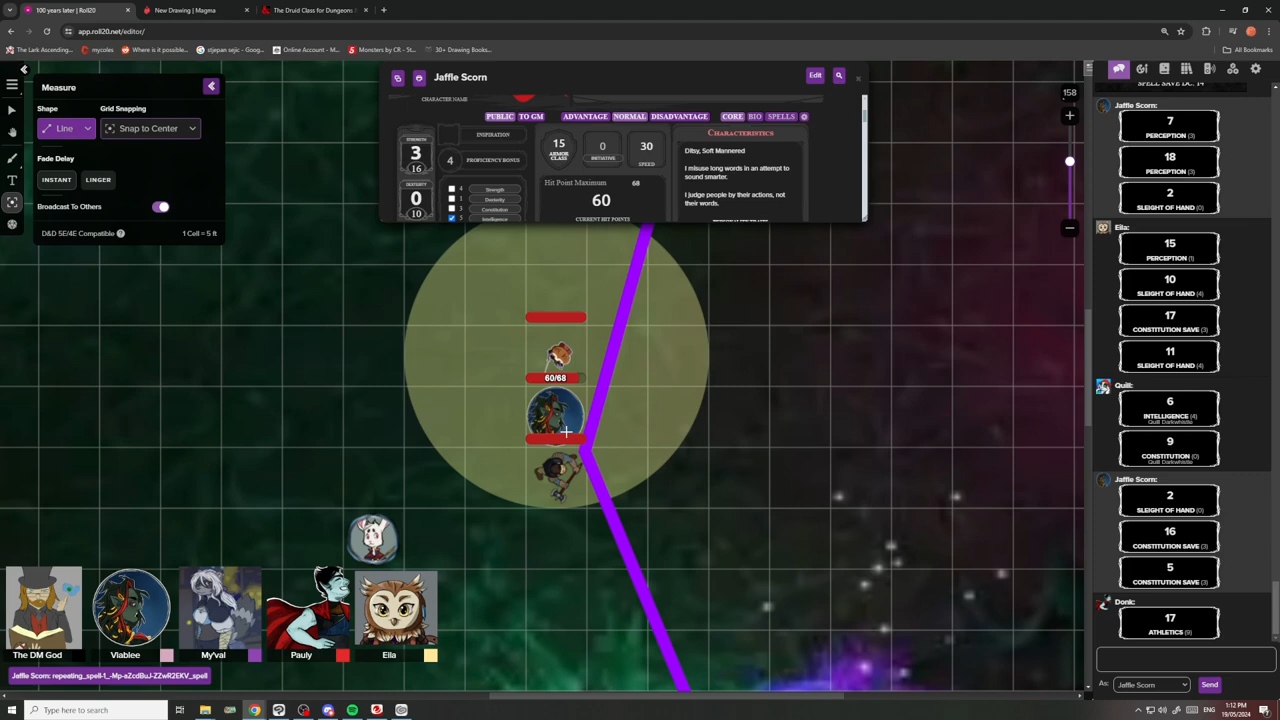 100 years later | Roll20
New Drawing | Magma
The Druid Class for Dungeons
app.roll20.net/editor/
The Lark Ascending...
mycoles
Where is it possible...
stjepan sejic - Goog...
Online Account - M...
5 Monsters by CR - St...
30+ Drawing Books...
All Bookmarks
Measure
Shape
Grid Snapping
Line
Snap to Center
Fade Delay
INSTANT
LINGER
Broadcast To Others
D&D 5E/4E Compatible
1 Cell = 5 ft
Jaffle Scorn
Edit
CHARACTER NAME
PUBLIC
TO GM
ADVANTAGE
NORMAL
DISADVANTAGE
CORE
BIO
SPELLS
STRENGTH
3
16
DEXTERITY
0
10
INSPIRATION
4
PROFICIENCY BONUS
4
Strength
1
Dexterity
3
Constitution
5
Intelligence
15
ARMOR
CLASS
0
INITIATIVE
30
SPEED
Hit Point Maximum
68
60
CURRENT HIT POINTS
CHARACTERISTICS
Ditsy, Soft Mannered
I misuse long words in an attempt to
sound smarter.
I judge people by their actions, not
their words.
60/68
158
SPELL SAVE DC: 14
Jaffle Scorn:
7
PERCEPTION (3)
18
PERCEPTION (3)
2
SLEIGHT OF HAND (0)
Ella:
15
PERCEPTION (1)
10
SLEIGHT OF HAND (4)
17
CONSTITUTION SAVE (3)
11
SLEIGHT OF HAND (4)
Quill:
6
INTELLIGENCE (4)
Quill Darkwhistle
9
CONSTITUTION (0)
Quill Darkwhistle
Jaffle Scorn:
2
SLEIGHT OF HAND (0)
16
CONSTITUTION SAVE (3)
5
CONSTITUTION SAVE (3)
Donic:
17
ATHLETICS (9)
As:
Jaffle Scorn
Send
The DM God
Viablee
My'val
Pauly
Ella
Jaffle Scorn: repeating_spell-1_-Mp-aZcdBuJ-ZZwR2EKV_spell
Type here to search
ENG
1:12 PM
19/05/2024